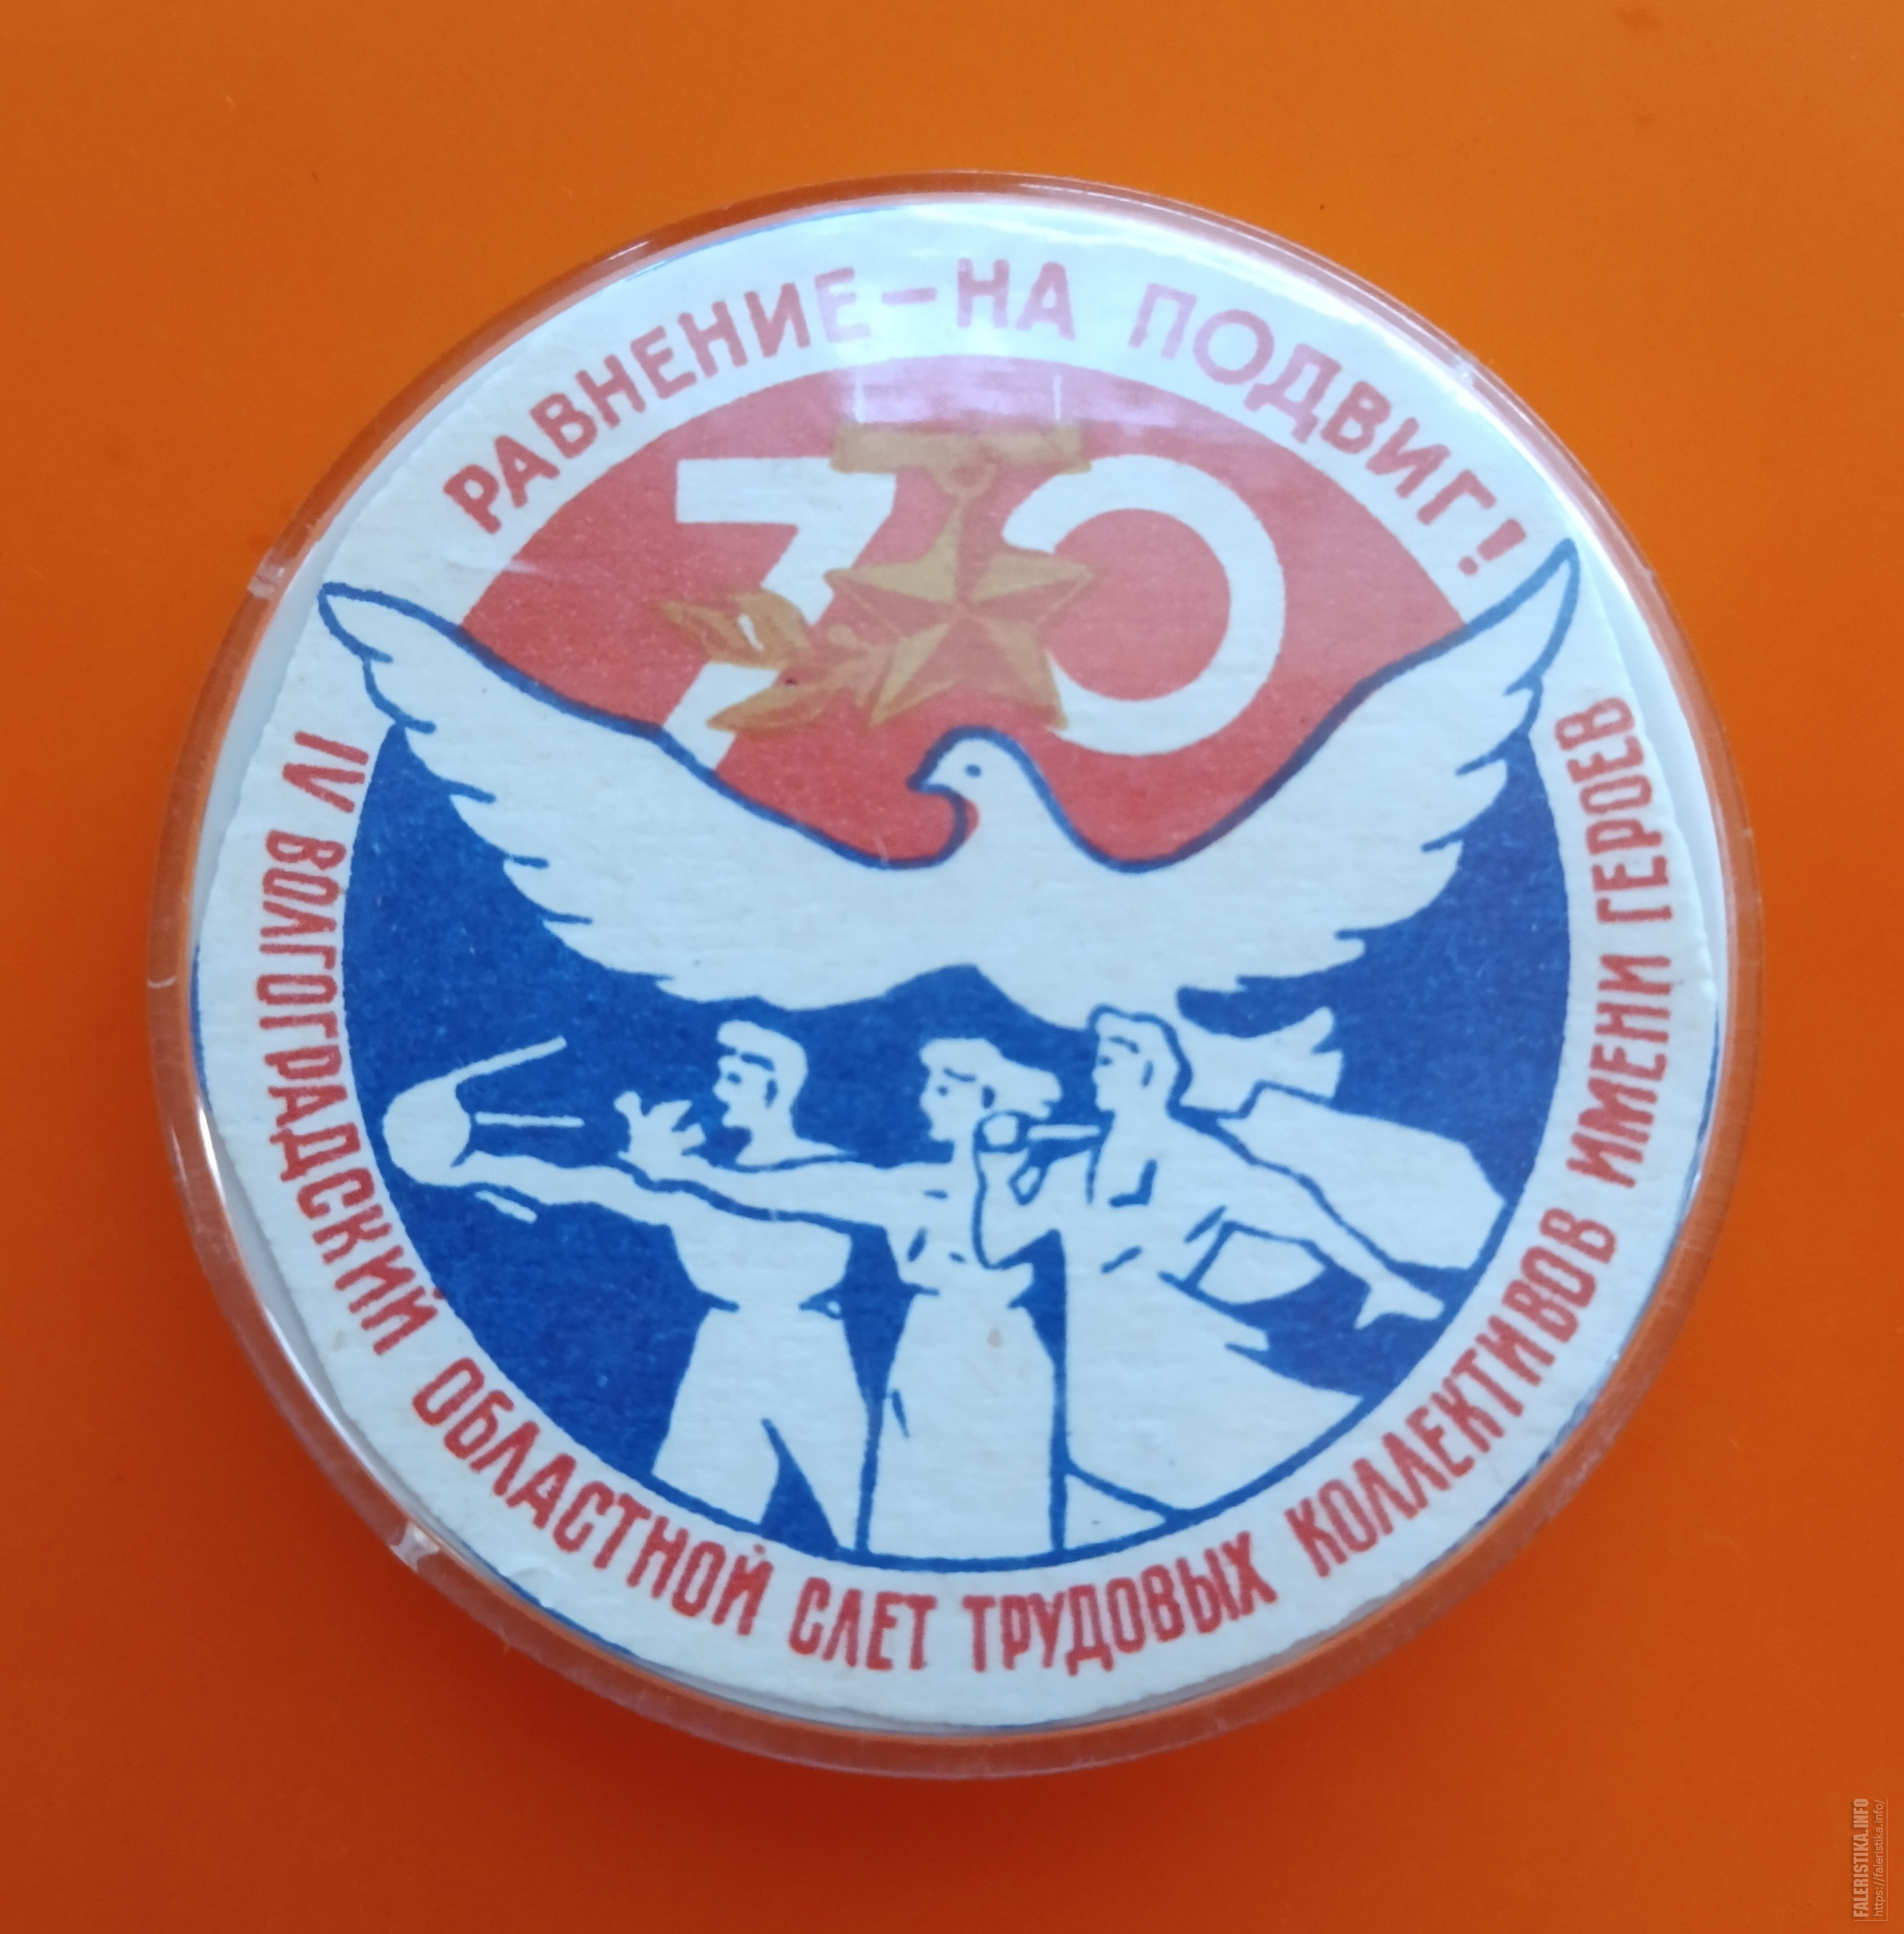 РАВНЕНИЕ – НА ПОДВИГ!
70
IV ВОЛГОГРАДСКИЙ ОБЛАСТНОЙ СЛЕТ ТРУДОВЫХ КОЛЛЕКТИВОВ ИМЕНИ ГЕРОЕВ
FALERISTIKA.INFO
https://faleristika.info/